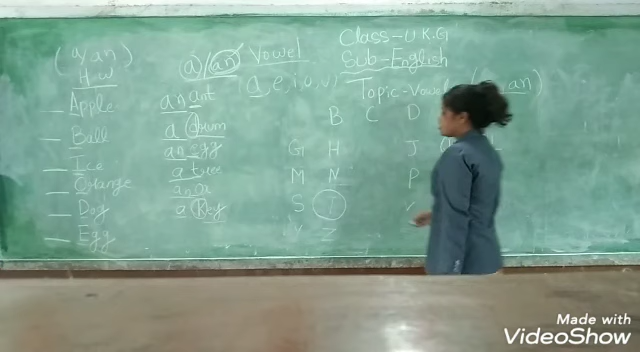 Class-U.K.G
Sub-English
Topic-Vowel (a, an)
(a, an)
H.w
_ Apple
_ Ball
_ Ice
_ Orange
_ Dog
_ Egg
a/an Vowel
(a, e, i, o, u)
an ant
a drum
an egg
a tree
an ox
a key
B C D
G H J
M N P
S T
Y Z
Made with
VideoShow